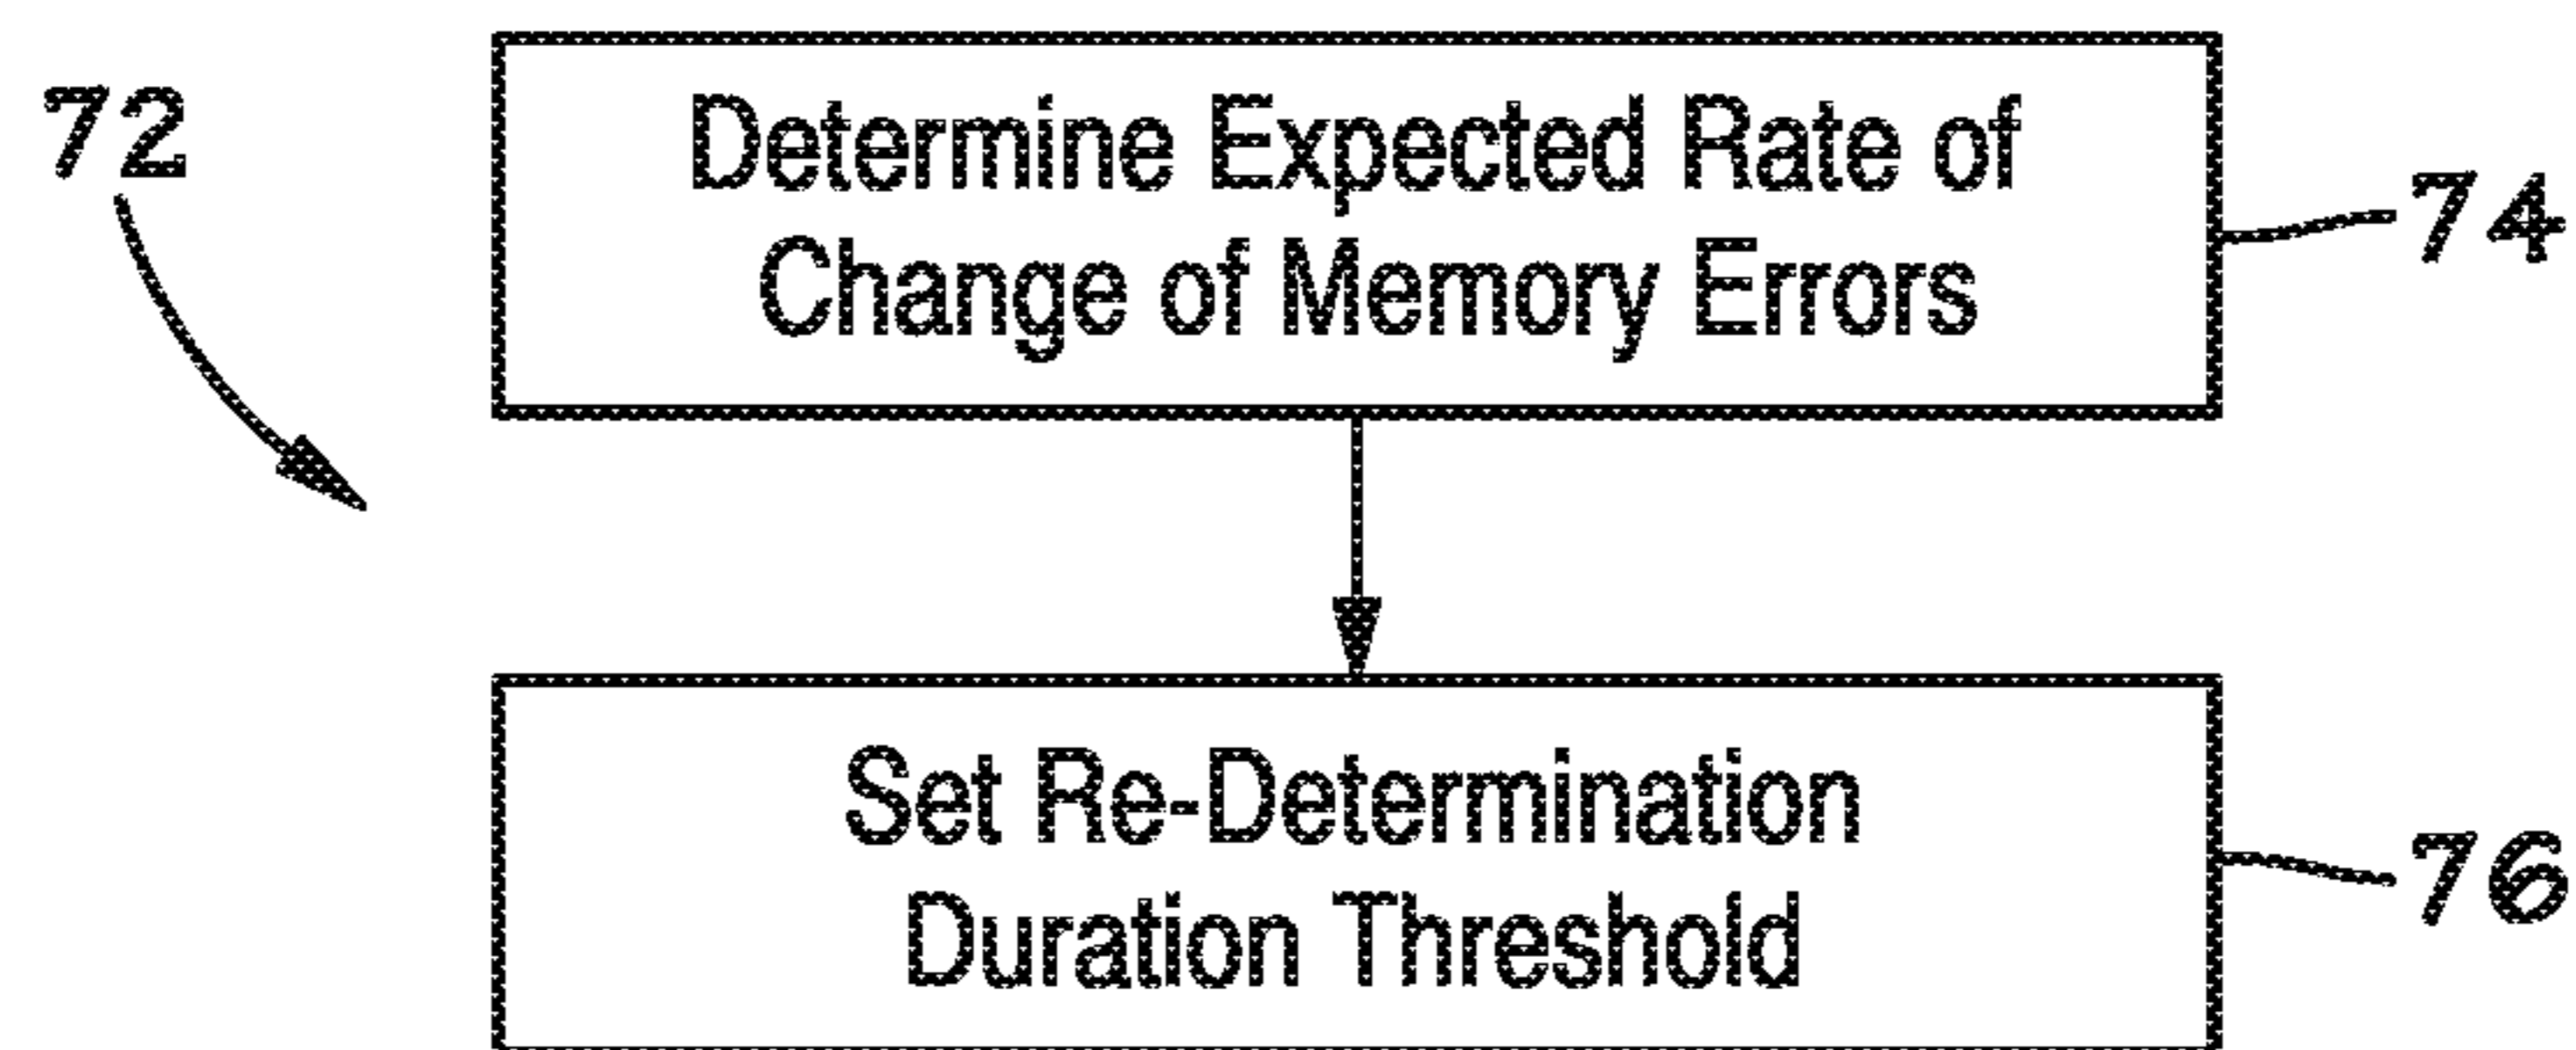 72
Determine Expected Rate of
Change of Memory Errors
74
Set Re-Determination
Duration Threshold
76